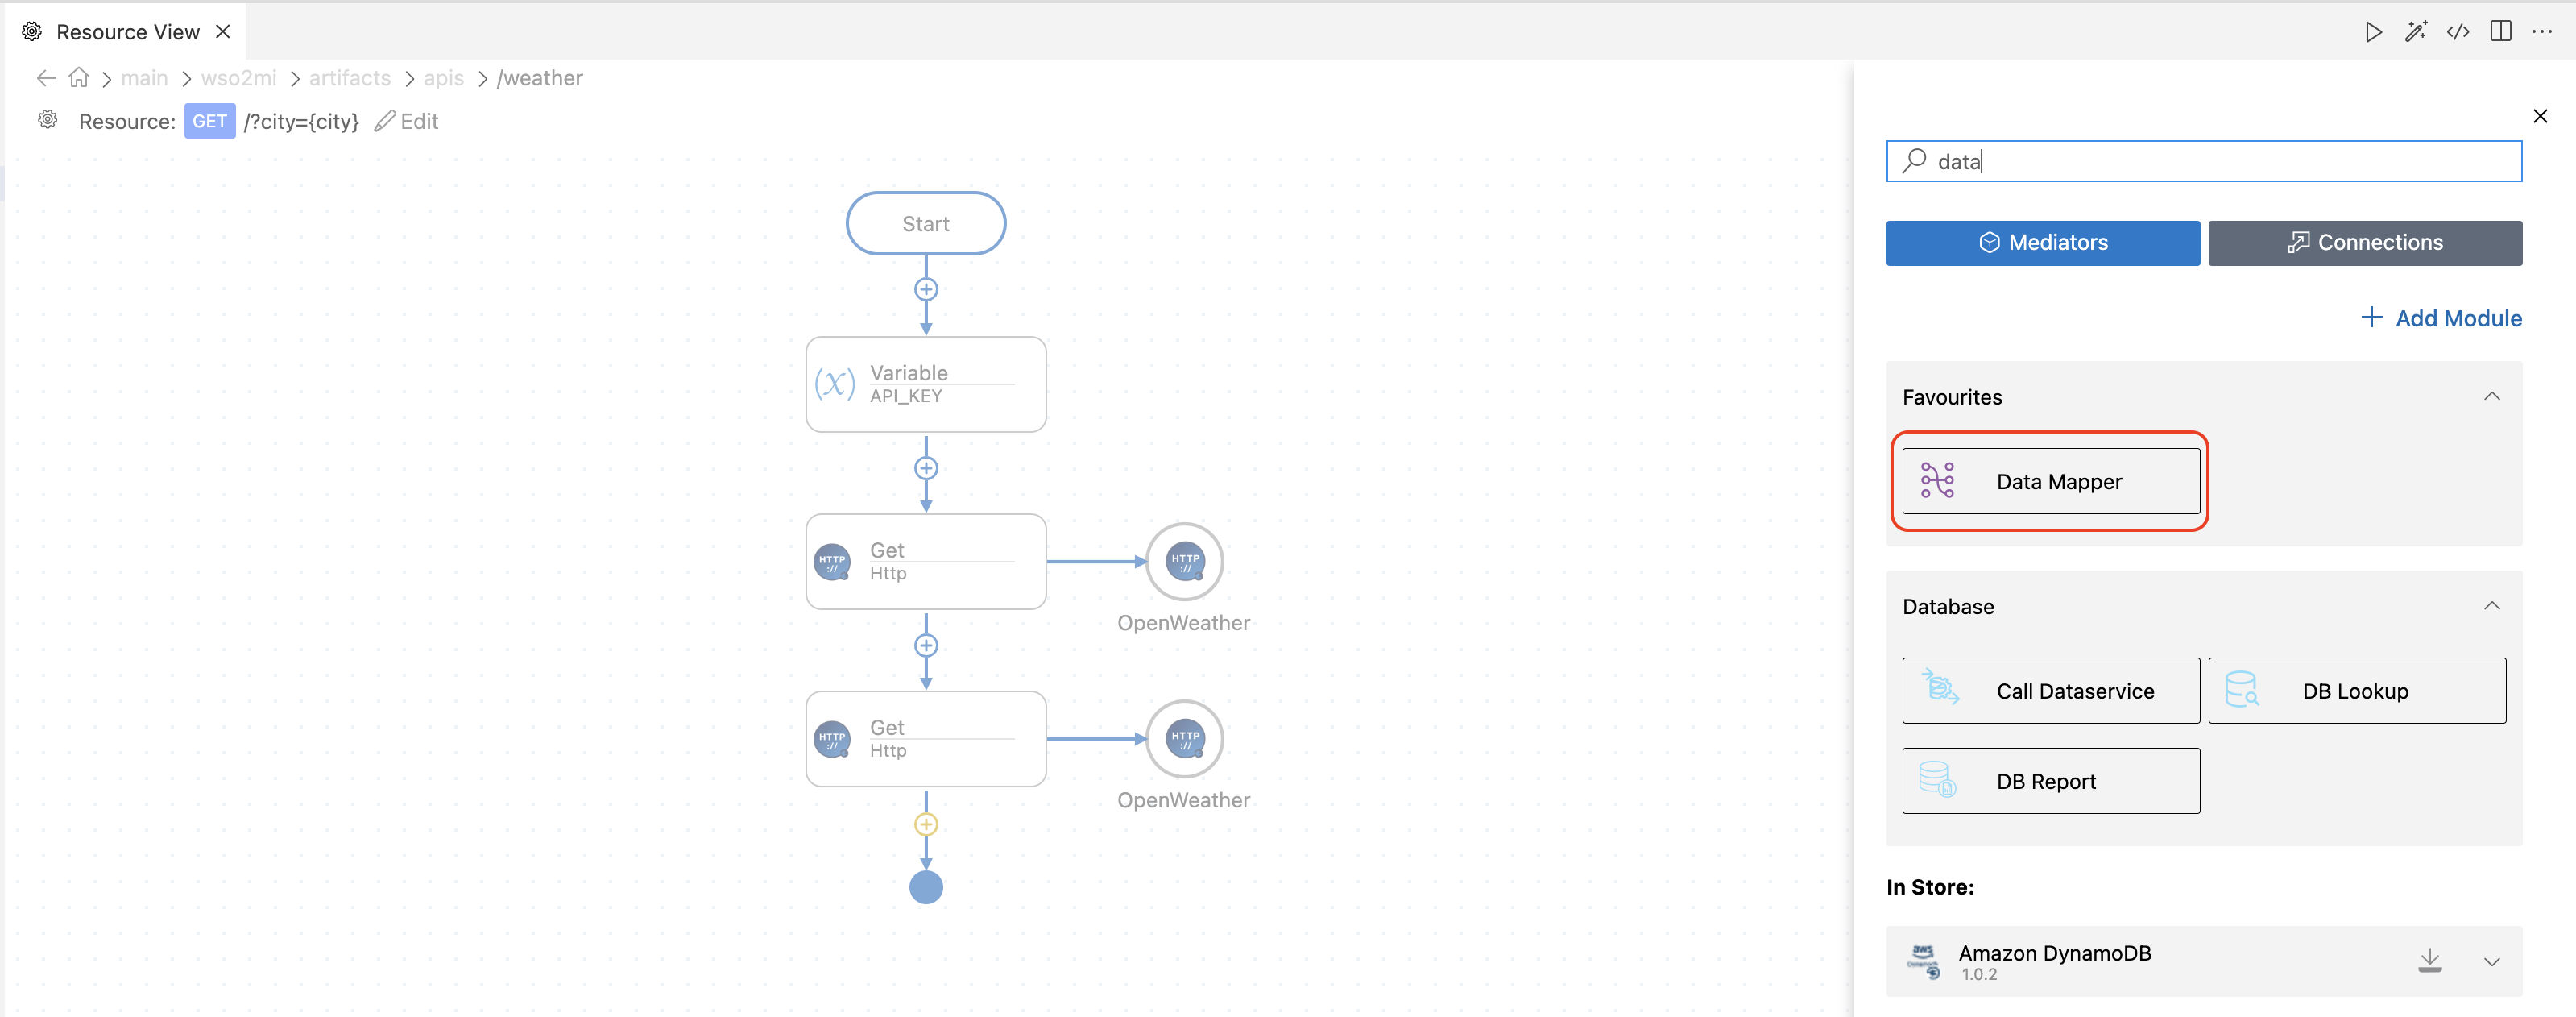 Resource View
main > wso2mi > artifacts > apis > /weather
Resource: GET /?city={city} Edit
Start
(x) Variable
API_KEY
HTTP :// Get
Http
HTTP ://
OpenWeather
HTTP :// Get
Http
HTTP ://
OpenWeather
data
Mediators
Connections
+ Add Module
Favourites
Data Mapper
Database
Call Dataservice
DB Lookup
DB Report
In Store:
aws
Amazon DynamoDB
1.0.2